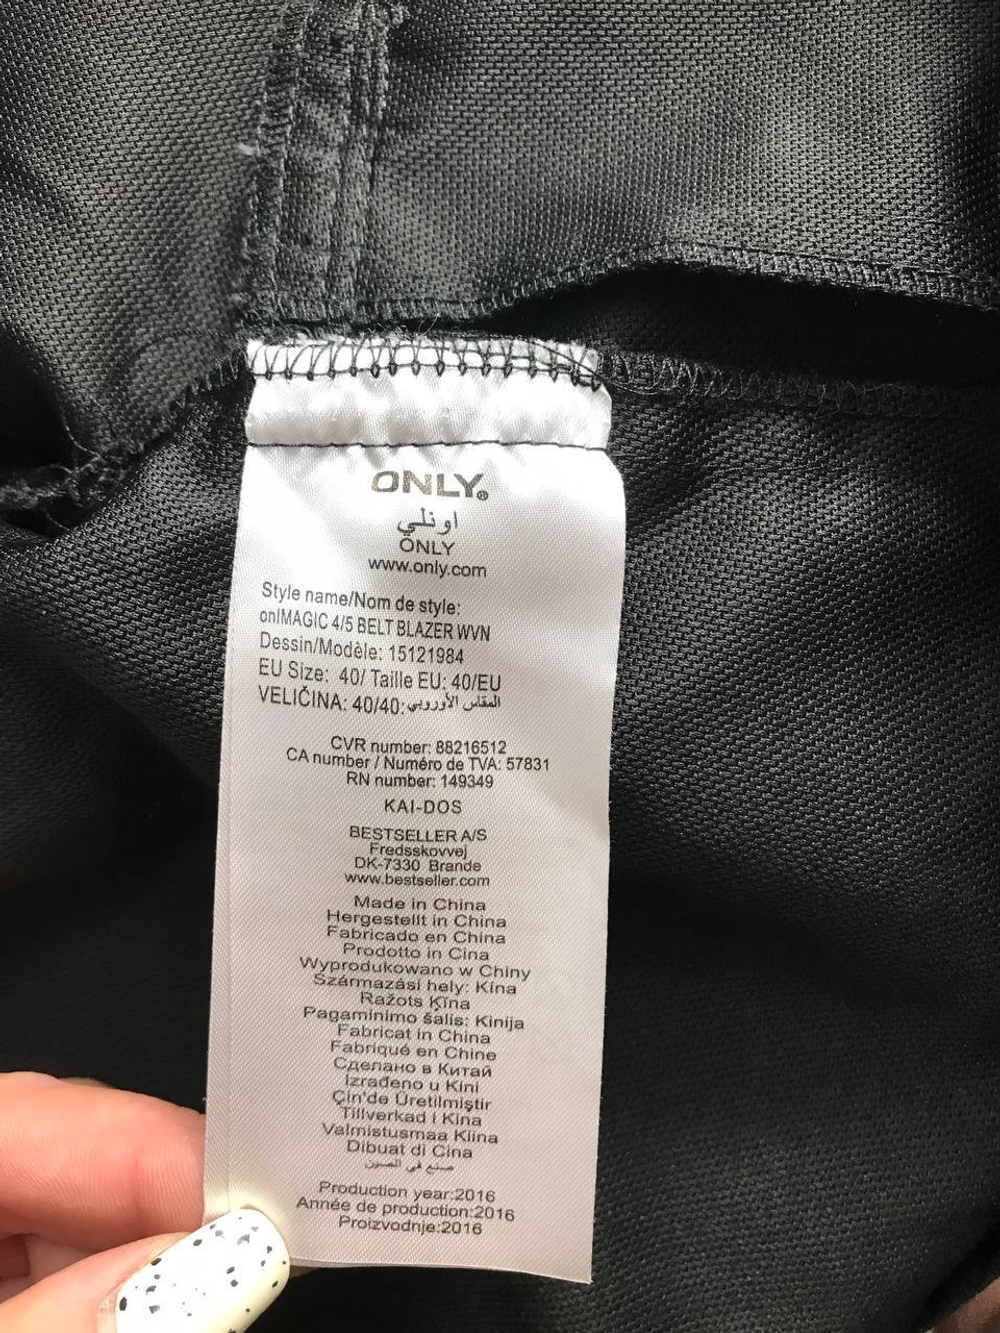 ONLY®
اونلي
ONLY
www.only.com
Style name/Nom de style:
onlMAGIC 4/5 BELT BLAZER WVN
Dessin/Modèle: 15121984
EU Size: 40/ Taille EU: 40/EU
VELIČINA: 40/40:المقاس الأوروبي
CVR number: 88216512
CA number / Numéro de TVA: 57831
RN number: 149349
KAI-DOS
BESTSELLER A/S
Fredsskovvej
DK-7330 Brande
www.bestseller.com
Made in China
Hergestellt in China
Fabricado en China
Prodotto in Cina
Wyprodukowano w Chiny
Származási hely: Kína
Ražots Ķīna
Pagaminimo šalis: Kinija
Fabricat in China
Fabriqué en Chine
Сделано в Китай
Izrađeno u Kini
Çin'de Üretilmiştir
Tillverkad i Kina
Valmistusmaa Kiina
Dibuat di Cina
صنع في الصين
Production year:2016
Année de production:2016
Proizvodnje:2016